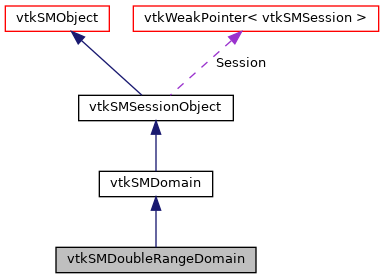 vtkSMObject
vtkWeakPointer< vtkSMSession >
Session
vtkSMSessionObject
vtkSMDomain
vtkSMDoubleRangeDomain